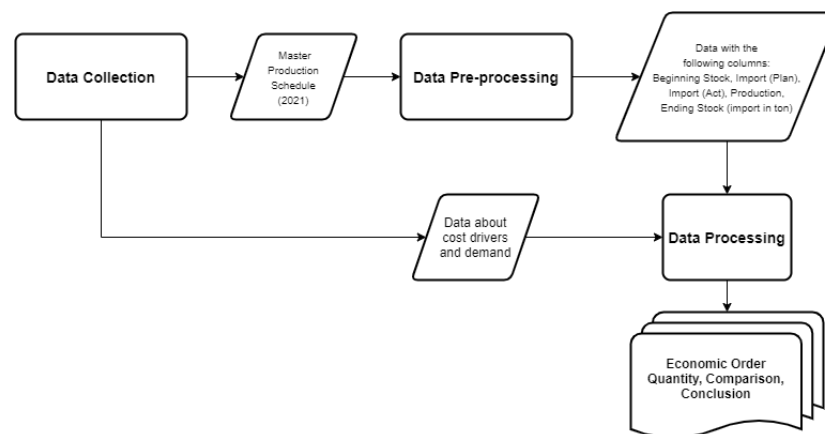 Data Collection
Master
Production
Schedule
(2021)
Data Pre-processing
Data with the
following columns:
Beginning Stock, Import (Plan),
Import (Act), Production,
Ending Stock (import in ton)
Data about
cost drivers
and demand
Data Processing
Economic Order
Quantity, Comparison,
Conclusion